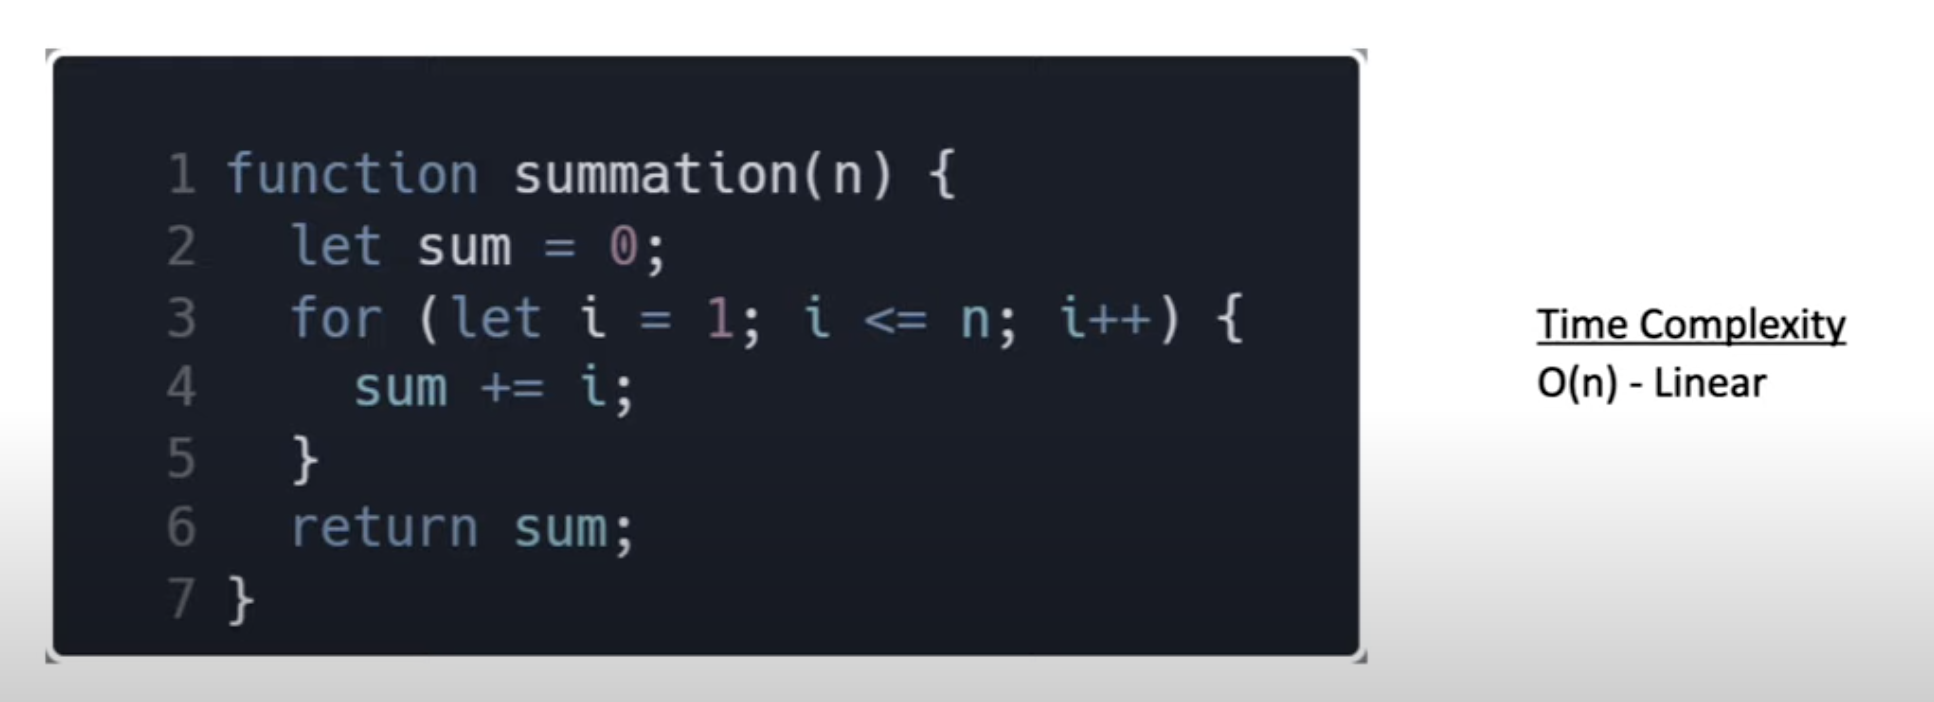 1 function summation(n) {
2   let sum = 0;
3   for (let i = 1; i <= n; i++) {
4     sum += i;
5   }
6   return sum;
7 }
Time Complexity
O(n) - Linear